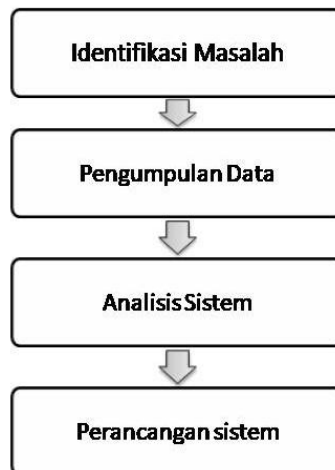 Identifikasi Masalah
Pengumpulan Data
Analisis Sistem
Perancangan sistem